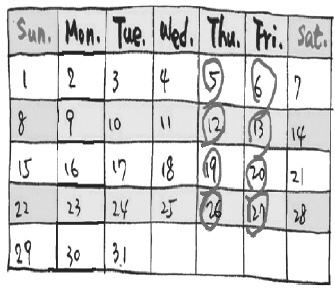 Sun. Mon. Tue. Wed. Thu. Fri. Sat.
1 2 3 4 5 6 7
8 9 10 11 12 13 14
15 16 17 18 19 20 21
22 23 24 25 26 27 28
29 30 31